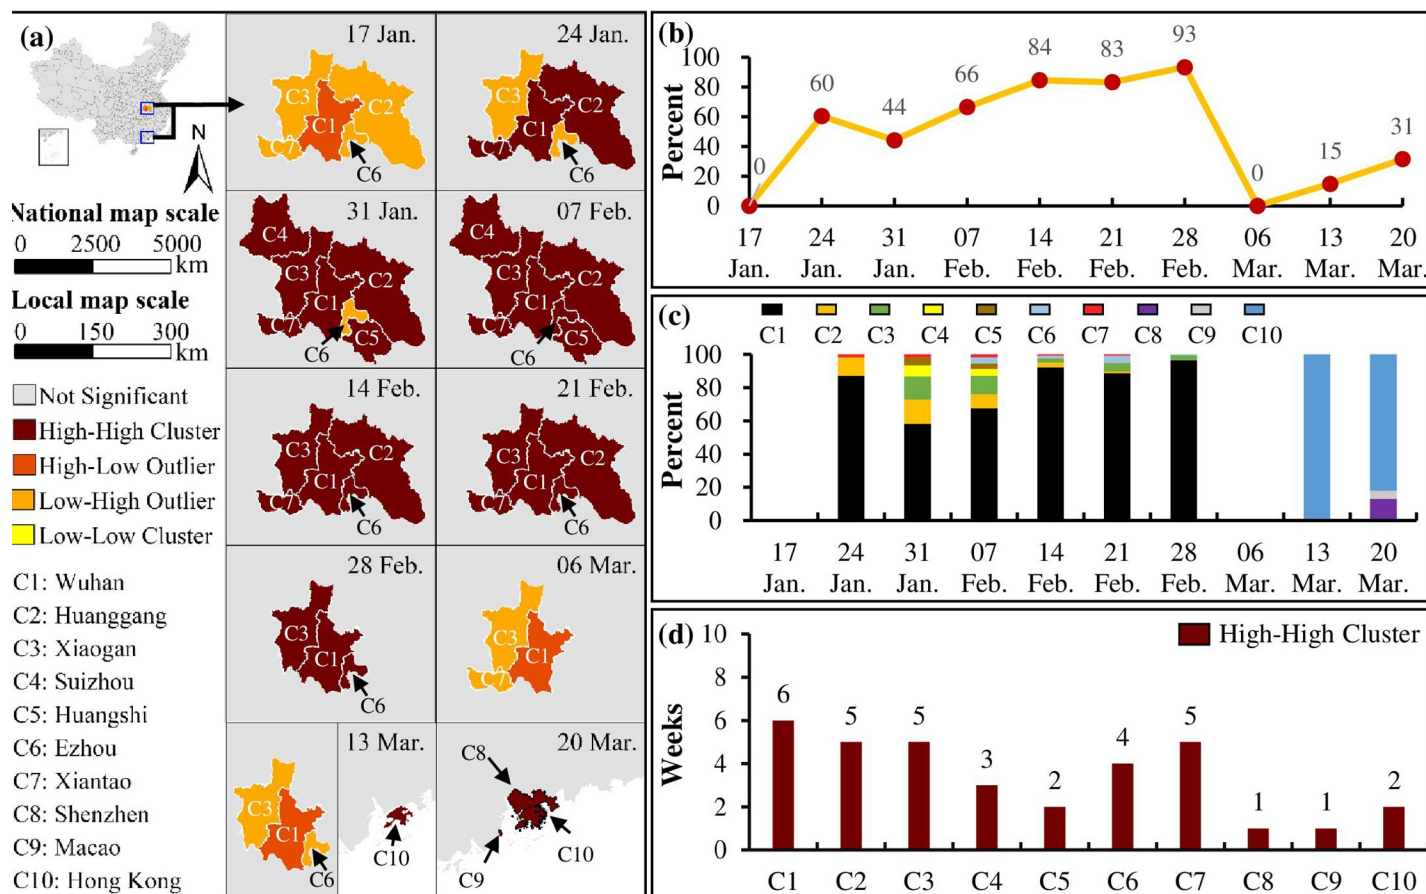 (a)
N
National map scale
0 2500 5000
km
Local map scale
0 150 300
km
Not Significant
High-High Cluster
High-Low Outlier
Low-High Outlier
Low-Low Cluster
C1: Wuhan
C2: Huanggang
C3: Xiaogan
C4: Suizhou
C5: Huangshi
C6: Ezhou
C7: Xiantao
C8: Shenzhen
C9: Macao
C10: Hong Kong
17 Jan.
C3 C2
C1
C7
C6
24 Jan.
C3 C2
C1
C7
C6
31 Jan.
C4
C3 C2
C1
C7 C5
C6
07 Feb.
C4
C3 C2
C1
C7 C5
C6
14 Feb.
C3 C2
C1
C7
C6
21 Feb.
C3 C2
C1
C7
C6
28 Feb.
C3
C1
C6
06 Mar.
C3
C1
C7
13 Mar.
C3
C1
C6
C10
20 Mar.
C8
C9
C10
(b)
Percent
100
80
60
40
20
0
0 60 44 66 84 83 93 0 15 31
17 24 31 07 14 21 28 06 13 20
Jan. Jan. Jan. Feb. Feb. Feb. Feb. Mar. Mar. Mar.
(c)
C1 C2 C3 C4 C5 C6 C7 C8 C9 C10
Percent
100
80
60
40
20
0
17 24 31 07 14 21 28 06 13 20
Jan. Jan. Jan. Feb. Feb. Feb. Feb. Mar. Mar. Mar.
(d)
High-High Cluster
Weeks
10
8
6
4
2
0
6 5 5 3 2 4 5 1 1 2
C1 C2 C3 C4 C5 C6 C7 C8 C9 C10